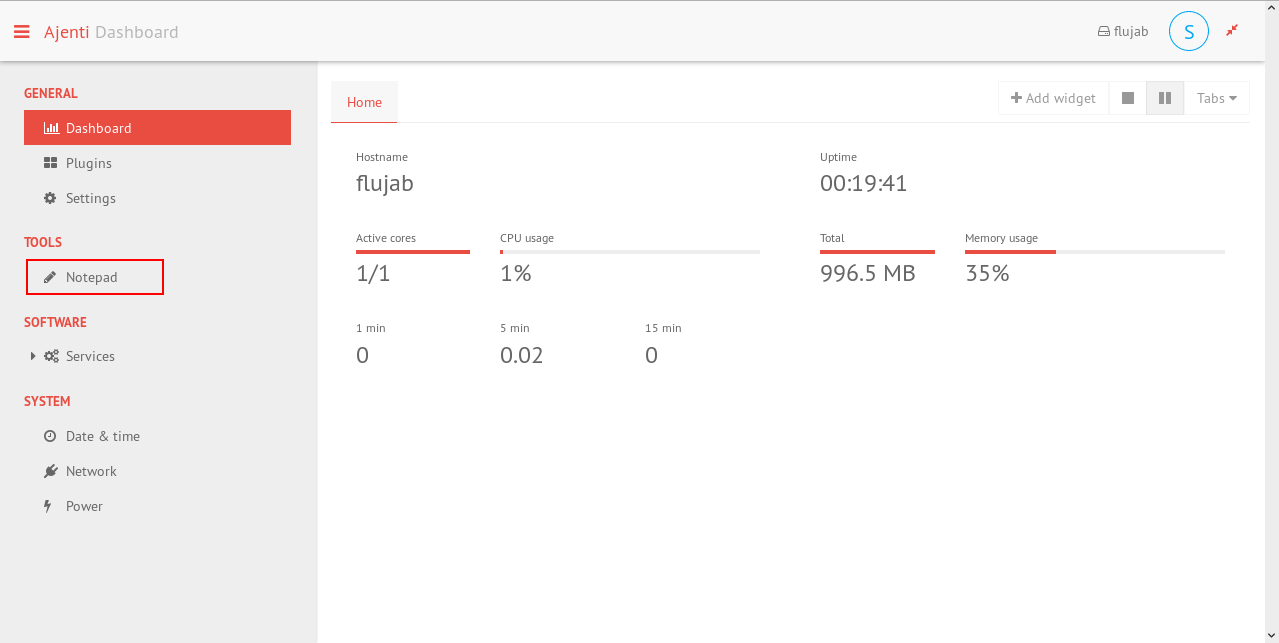 Ajenti Dashboard
flujab
S
GENERAL
Dashboard
Plugins
Settings
TOOLS
Notepad
SOFTWARE
Services
SYSTEM
Date & time
Network
Power
Home
Add widget
Tabs
Hostname
flujab
Uptime
00:19:41
Active cores
1/1
CPU usage
1%
Total
996.5 MB
Memory usage
35%
1 min
0
5 min
0.02
15 min
0